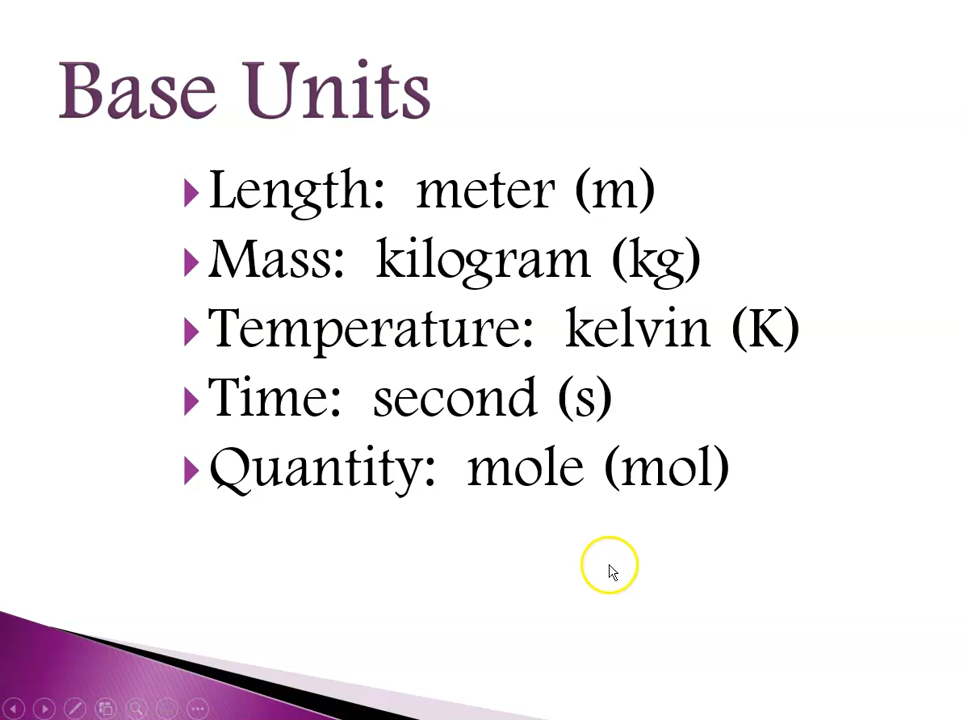 Base Units
Length: meter (m)
Mass: kilogram (kg)
Temperature: kelvin (K)
Time: second (s)
Quantity: mole (mol)